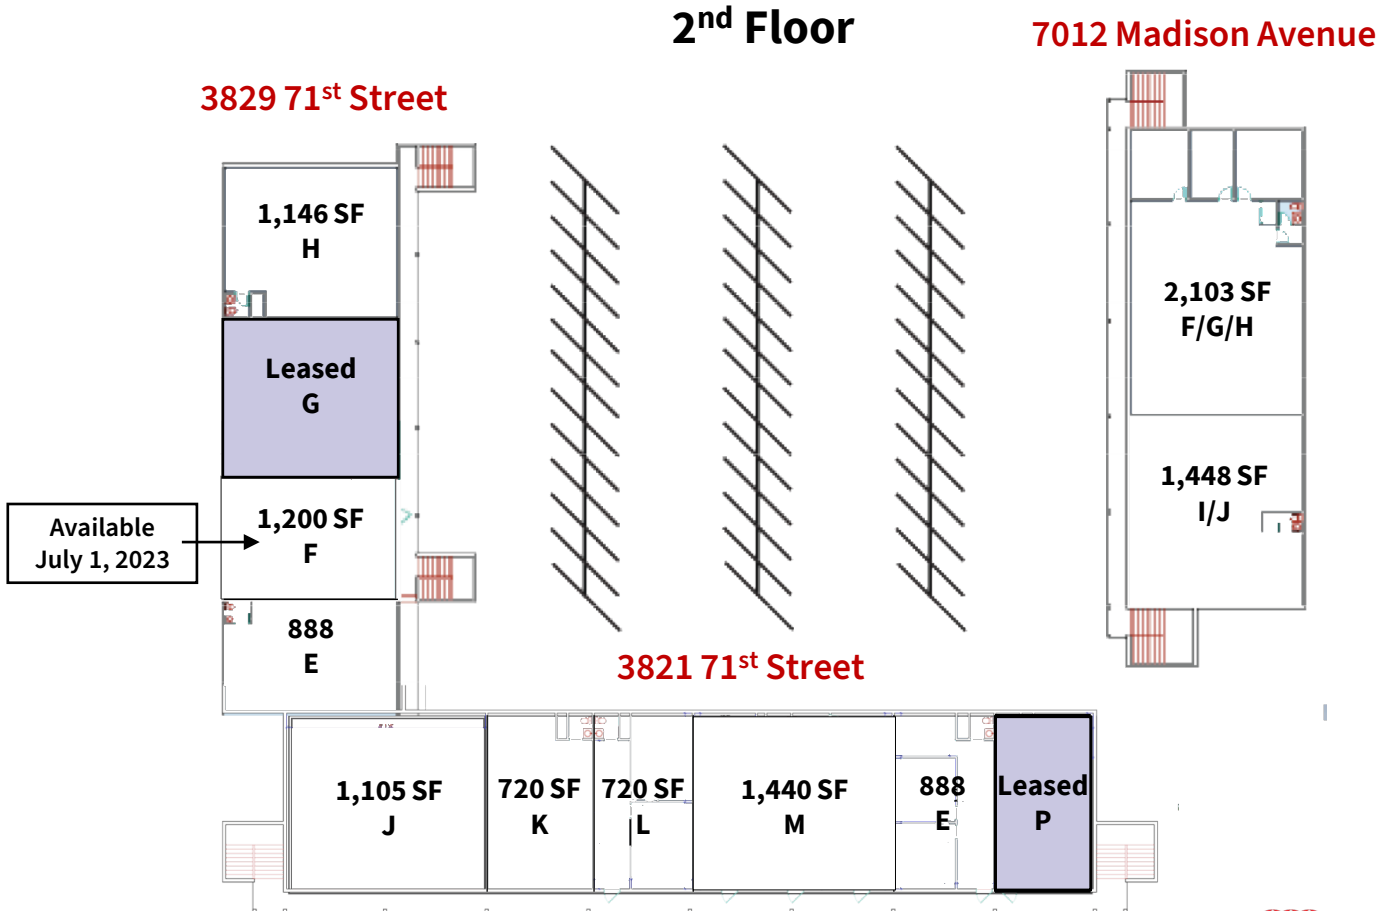 2nd Floor
7012 Madison Avenue
3829 71st Street
1,146 SF
H
Leased
G
1,200 SF
F
Available
July 1, 2023
888
E
2,103 SF
F/G/H
1,448 SF
I/J
3821 71st Street
1,105 SF
J
720 SF
K
720 SF
L
1,440 SF
M
888
E
Leased
P